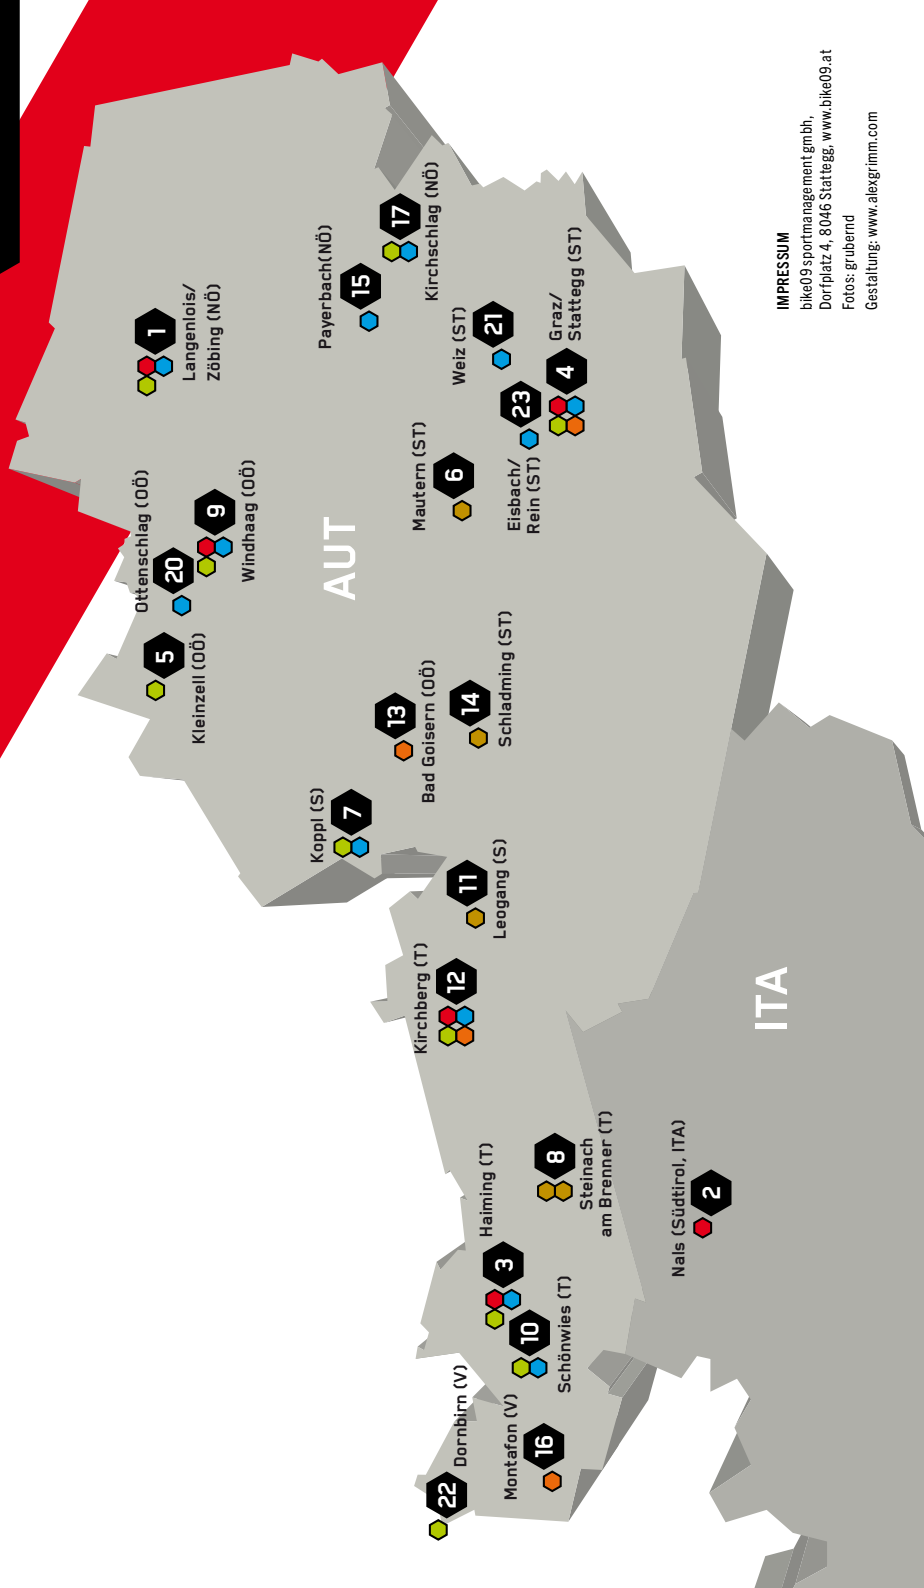 1
Langenlois/
Zöbing (NÖ)
Ottenschlag (OÖ)
20
9
Windhaag (OÖ)
5
Kleinzell (OÖ)
Payerbach(NÖ)
15
17
Kirchschlag (NÖ)
AUT
Koppl (S)
7
13
Bad Goisern (OÖ)
Mautern (ST)
6
Weiz (ST)
21
23
Eisbach/
Rein (ST)
Graz/
Stattegg (ST)
4
14
Schladming (ST)
11
Leogang (S)
Kirchberg (T)
12
Haiming (T)
3
8
Steinach
am Brenner (T)
10
Schönwies (T)
Dornbirn (V)
22
Montafon (V)
16
Nals (Südtirol, ITA)
2
ITA
IMPRESSUM
bike09 sportmanagement gmbh,
Dorfplatz 4, 8046 Stattegg, www.bike09.at
Fotos: grubernd
Gestaltung: www.alexgrimm.com